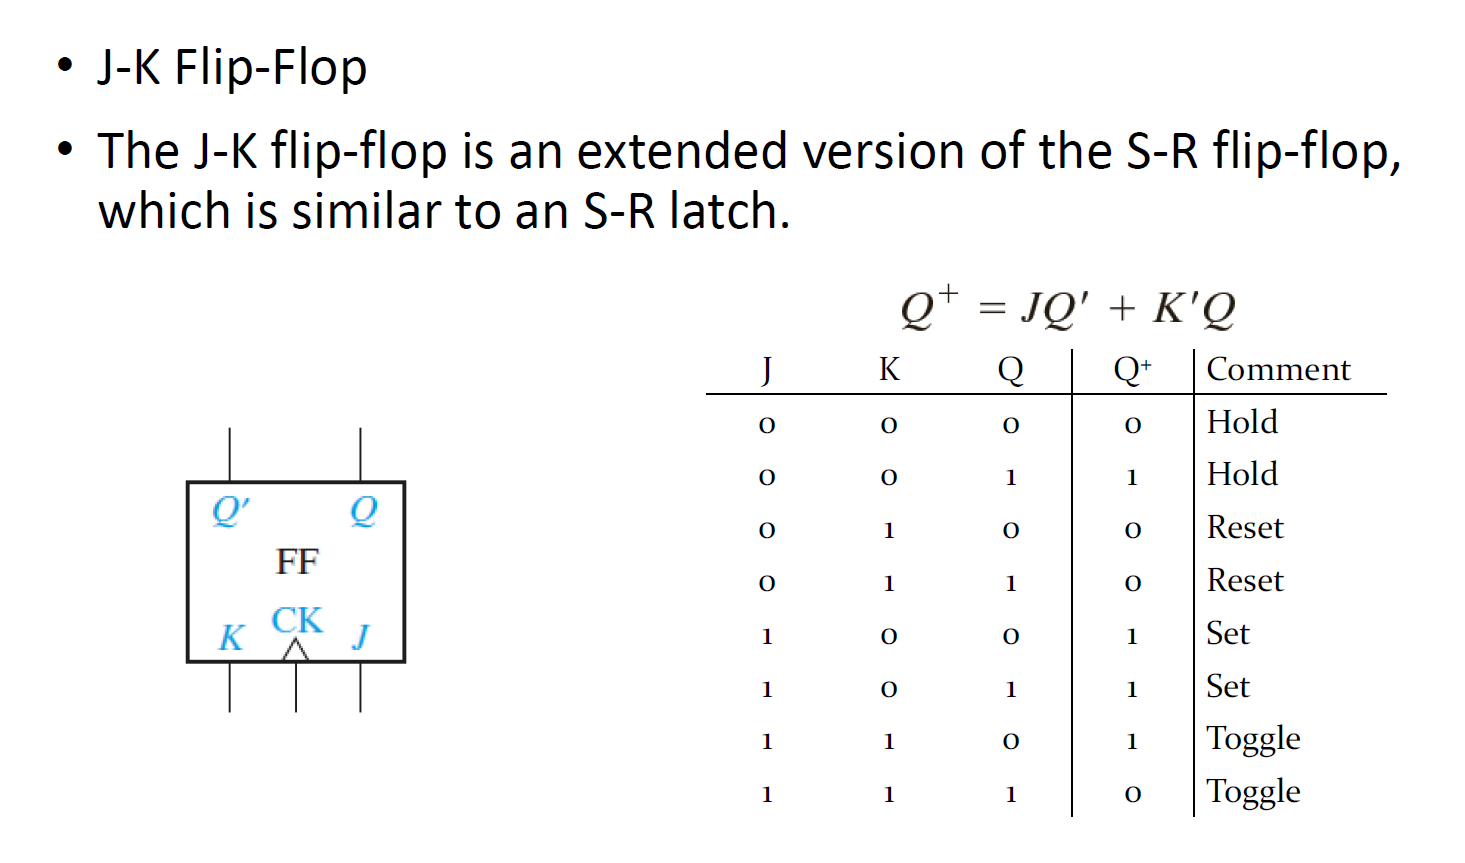 • J-K Flip-Flop
• The J-K flip-flop is an extended version of the S-R flip-flop,
which is similar to an S-R latch.
Q⁺ = JQ′ + K'Q
J K Q Q⁺ Comment
0 0 0 0 Hold
0 0 1 1 Hold
0 1 0 0 Reset
0 1 1 0 Reset
1 0 0 1 Set
1 0 1 1 Set
1 1 0 1 Toggle
1 1 1 0 Toggle
Q′ Q
FF
CK
K J